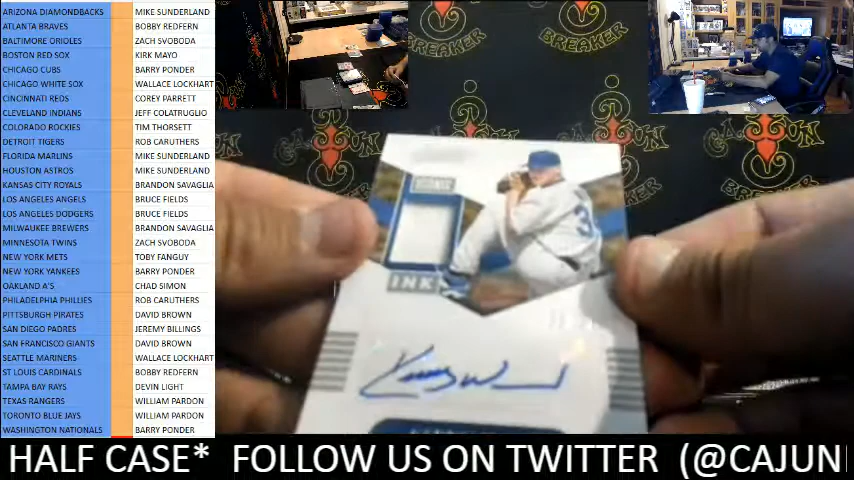 ARIZONA DIAMONDBACKS MIKE SUNDERLAND
ATLANTA BRAVES BOBBY REDFERN
BALTIMORE ORIOLES ZACH SVOBODA
BOSTON RED SOX KIRK MAYO
CHICAGO CUBS BARRY PONDER
CHICAGO WHITE SOX WALLACE LOCKHART
CINCINNATI REDS COREY PARRETT
CLEVELAND INDIANS JEFF COLATRUGLIO
COLORADO ROCKIES TIM THORSETT
DETROIT TIGERS ROB CARUTHERS
FLORIDA MARLINS MIKE SUNDERLAND
HOUSTON ASTROS MIKE SUNDERLAND
KANSAS CITY ROYALS BRANDON SAVAGLIA
LOS ANGELES ANGELS BRUCE FIELDS
LOS ANGELES DODGERS BRUCE FIELDS
MILWAUKEE BREWERS BRANDON SAVAGLIA
MINNESOTA TWINS ZACH SVOBODA
NEW YORK METS TOBY FANGUY
NEW YORK YANKEES BARRY PONDER
OAKLAND A'S CHAD SIMON
PHILADELPHIA PHILLIES ROB CARUTHERS
PITTSBURGH PIRATES DAVID BROWN
SAN DIEGO PADRES JEREMY BILLINGS
SAN FRANCISCO GIANTS DAVID BROWN
SEATTLE MARINERS WALLACE LOCKHART
ST LOUIS CARDINALS BOBBY REDFERN
TAMPA BAY RAYS DEVIN LIGHT
TEXAS RANGERS WILLIAM PARDON
TORONTO BLUE JAYS WILLIAM PARDON
WASHINGTON NATIONALS BARRY PONDER
BREAKER
BREAKER
CAJUN
BREAKER
ICONIC
INK
3
Kerry Wood
HALF CASE* FOLLOW US ON TWITTER (@CAJUN